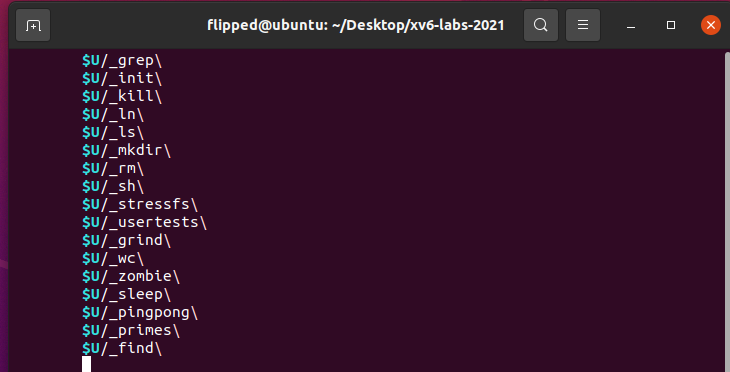 flipped@ubuntu: ~/Desktop/xv6-labs-2021
$U/_grep\
$U/_init\
$U/_kill\
$U/_ln\
$U/_ls\
$U/_mkdir\
$U/_rm\
$U/_sh\
$U/_stressfs\
$U/_usertests\
$U/_grind\
$U/_wc\
$U/_zombie\
$U/_sleep\
$U/_pingpong\
$U/_primes\
$U/_find\